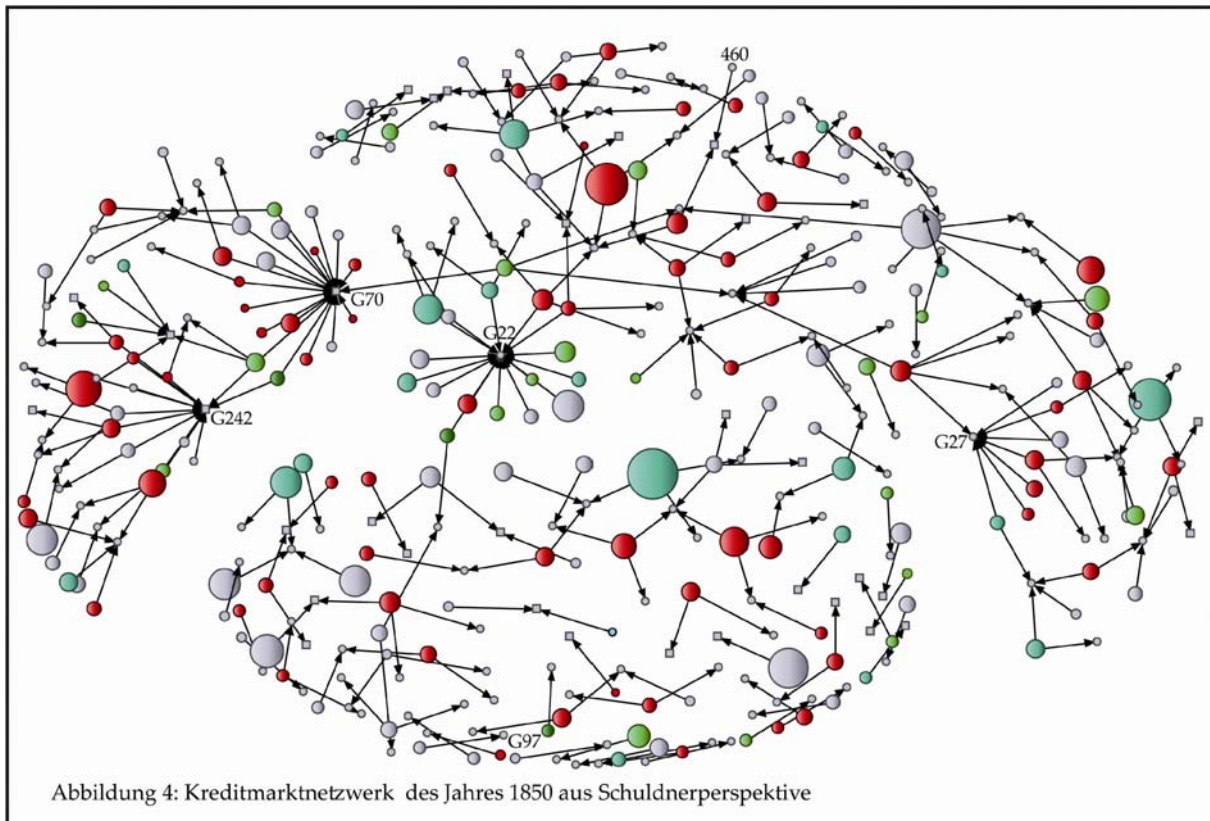 460
G70
G22
G242
G27
G97
Abbildung 4: Kreditmarktnetzwerk des Jahres 1850 aus Schuldnerperspektive